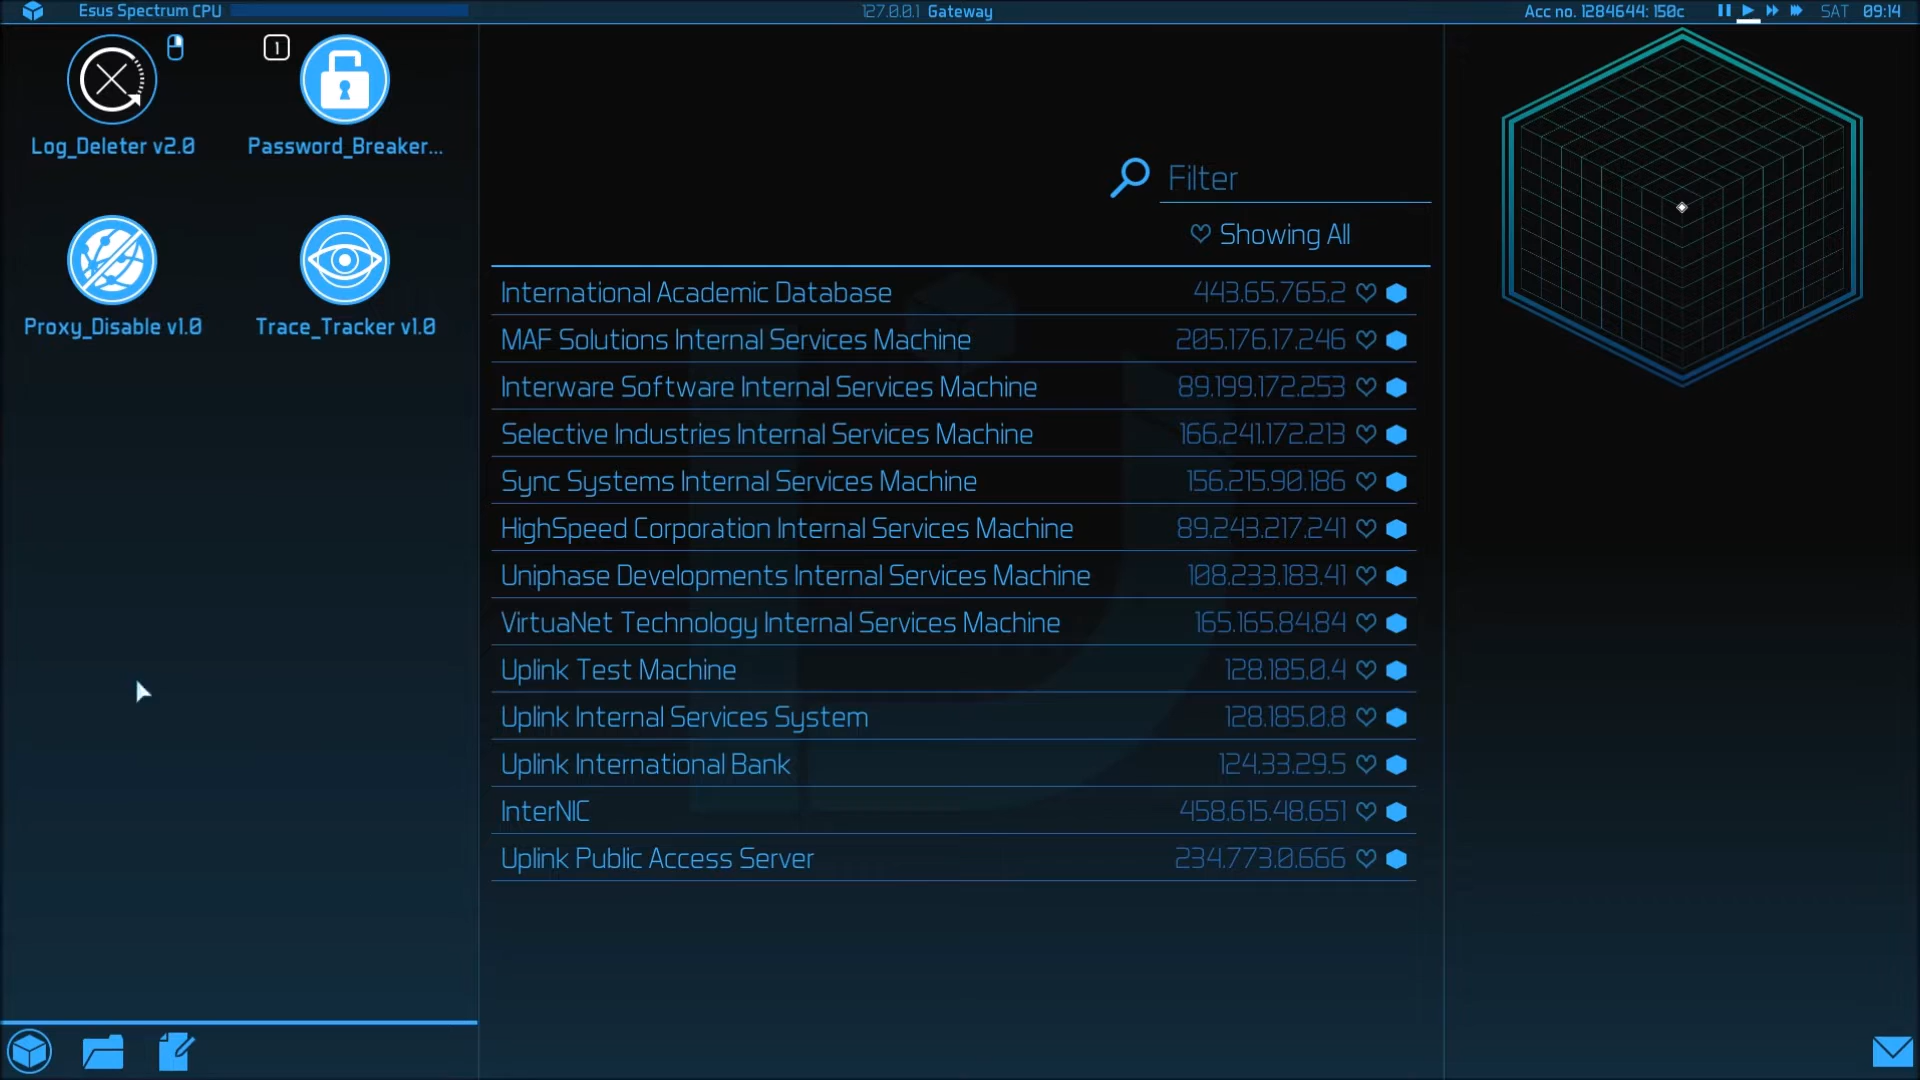 Esus Spectrum CPU
127.0.0.1 Gateway
Acc no. 1284644: 150c
SAT 09:14
1
Log_Deleter v2.0
Password_Breaker...
Proxy_Disable v1.0
Trace_Tracker v1.0
Filter
Showing All
International Academic Database 443.65.765.2
MAF Solutions Internal Services Machine 205.176.17.246
Interware Software Internal Services Machine 89.199.172.253
Selective Industries Internal Services Machine 166.241.172.213
Sync Systems Internal Services Machine 156.215.90.186
HighSpeed Corporation Internal Services Machine 89.243.217.241
Uniphase Developments Internal Services Machine 108.233.183.41
VirtuaNet Technology Internal Services Machine 165.165.84.84
Uplink Test Machine 128.185.0.4
Uplink Internal Services System 128.185.0.8
Uplink International Bank 124.33.29.5
InterNIC 458.615.48.651
Uplink Public Access Server 234.773.0.666